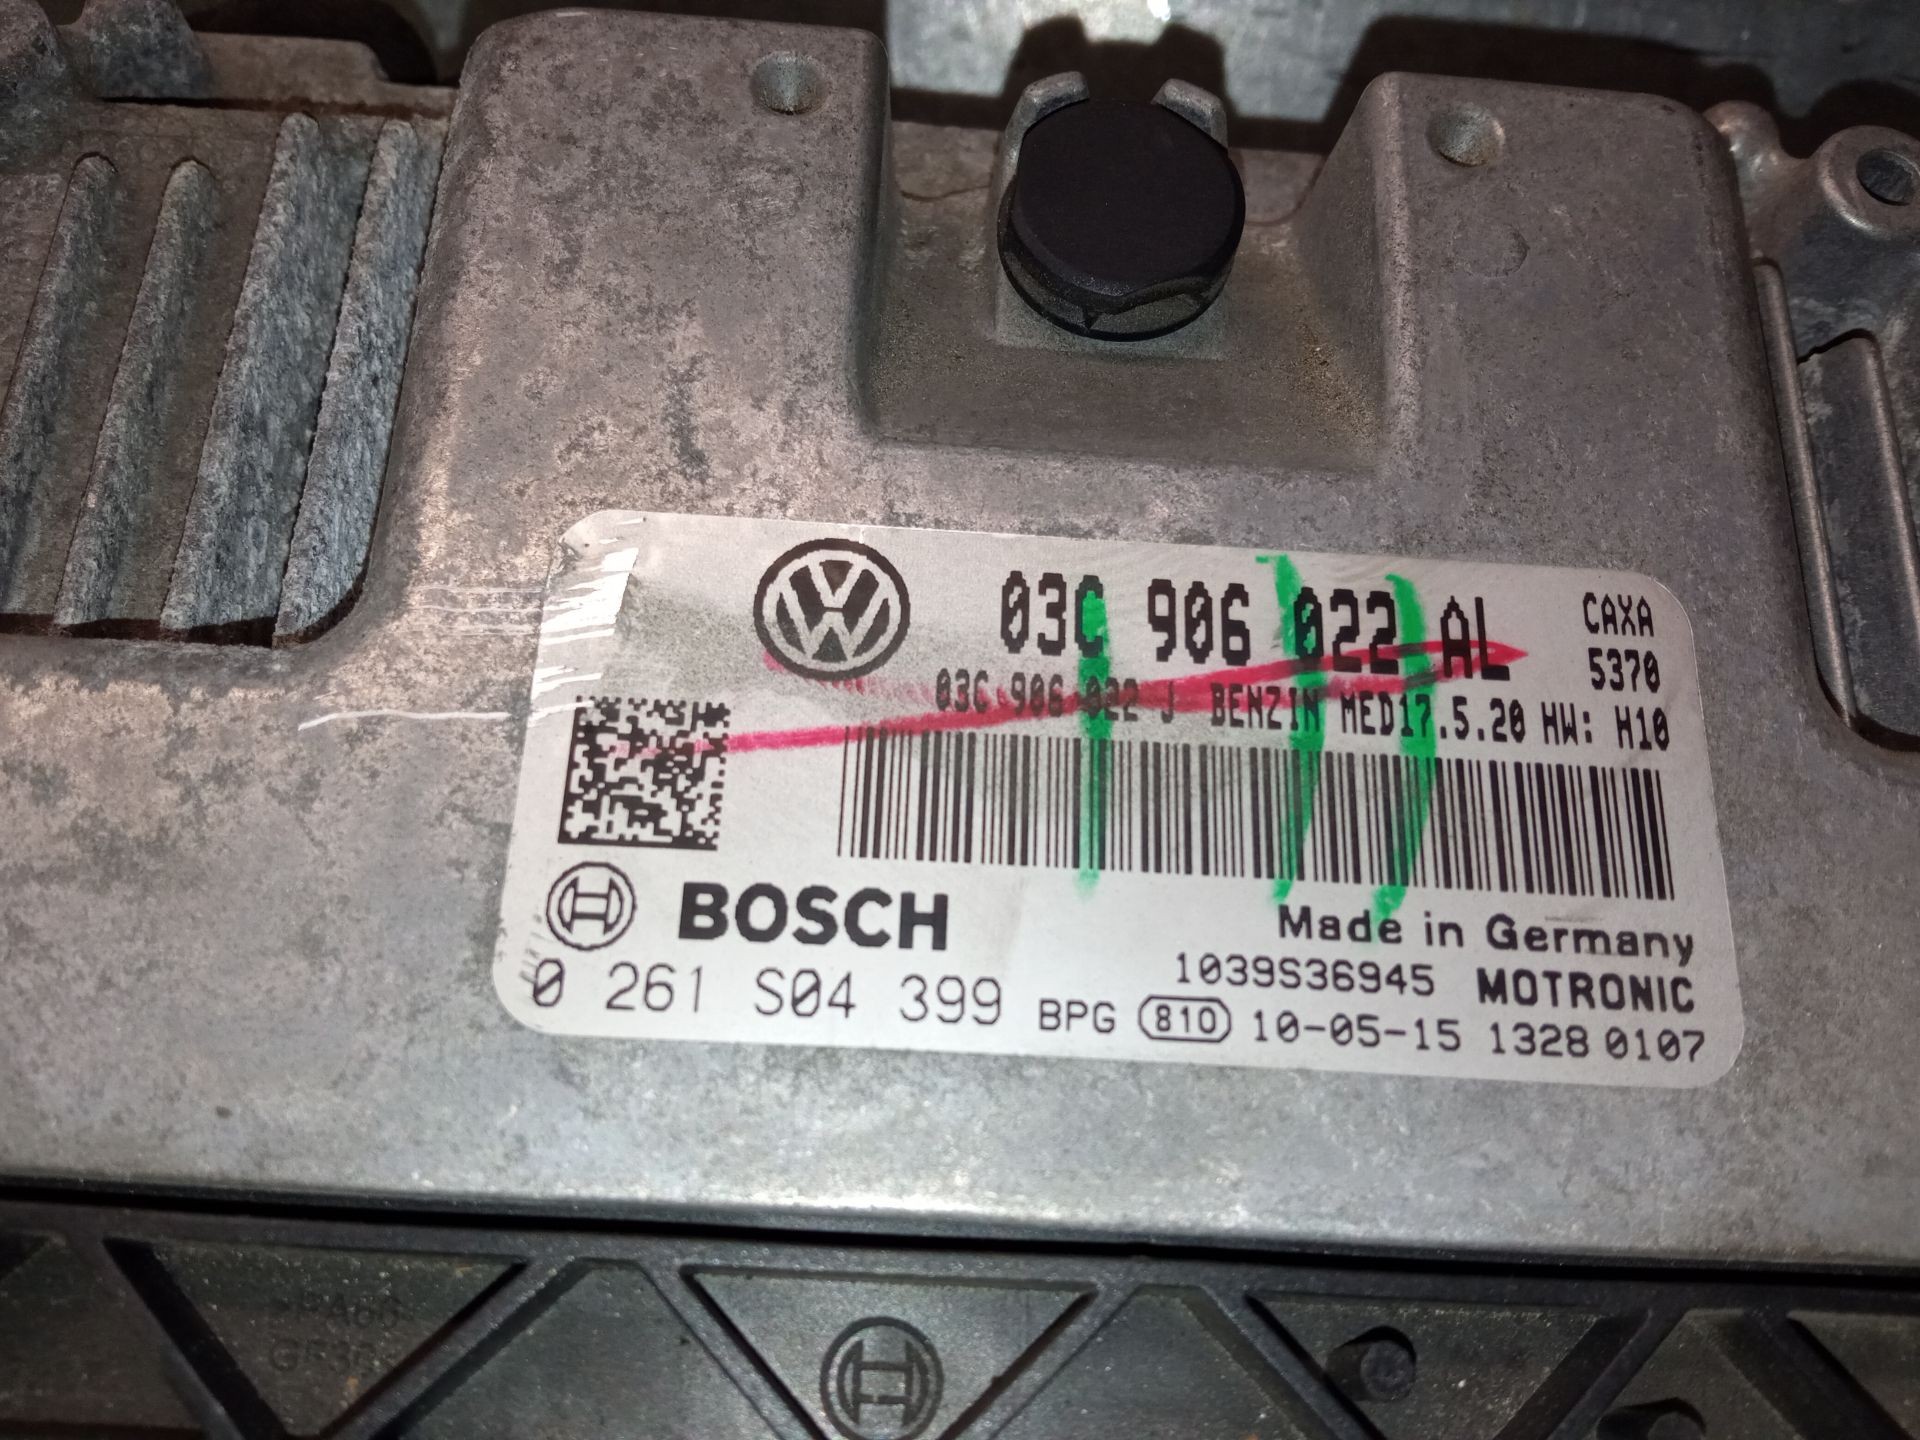 03C 906 022 AL CAXA
5370
03C 906 022 J BENZIN MED17.5.20 HW: H10
BOSCH
Made in Germany
1039S36945 MOTRONIC
0 261 S04 399 BPG 810 10-05-15 1328 0107